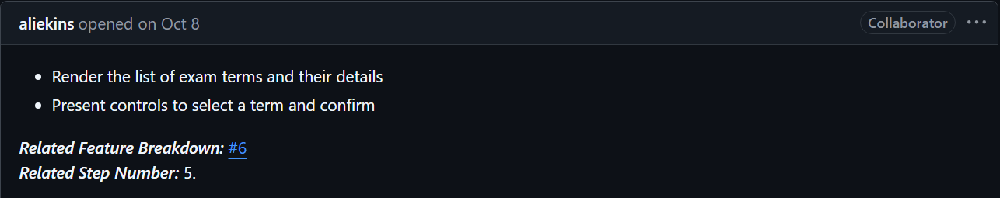 aliekins opened on Oct 8
Collaborator
Render the list of exam terms and their details
Present controls to select a term and confirm
Related Feature Breakdown: #6
Related Step Number: 5.